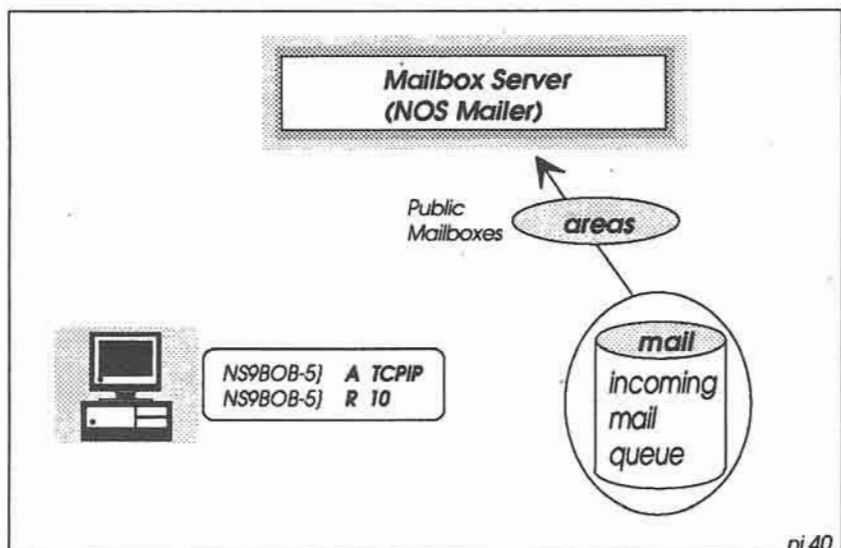 Mailbox Server
(NOS Mailer)
Public
Mailboxes
areas
NS9BOB-5} A TCPIP
NS9BOB-5} R 10
mail
incoming
mail
queue
pi 40